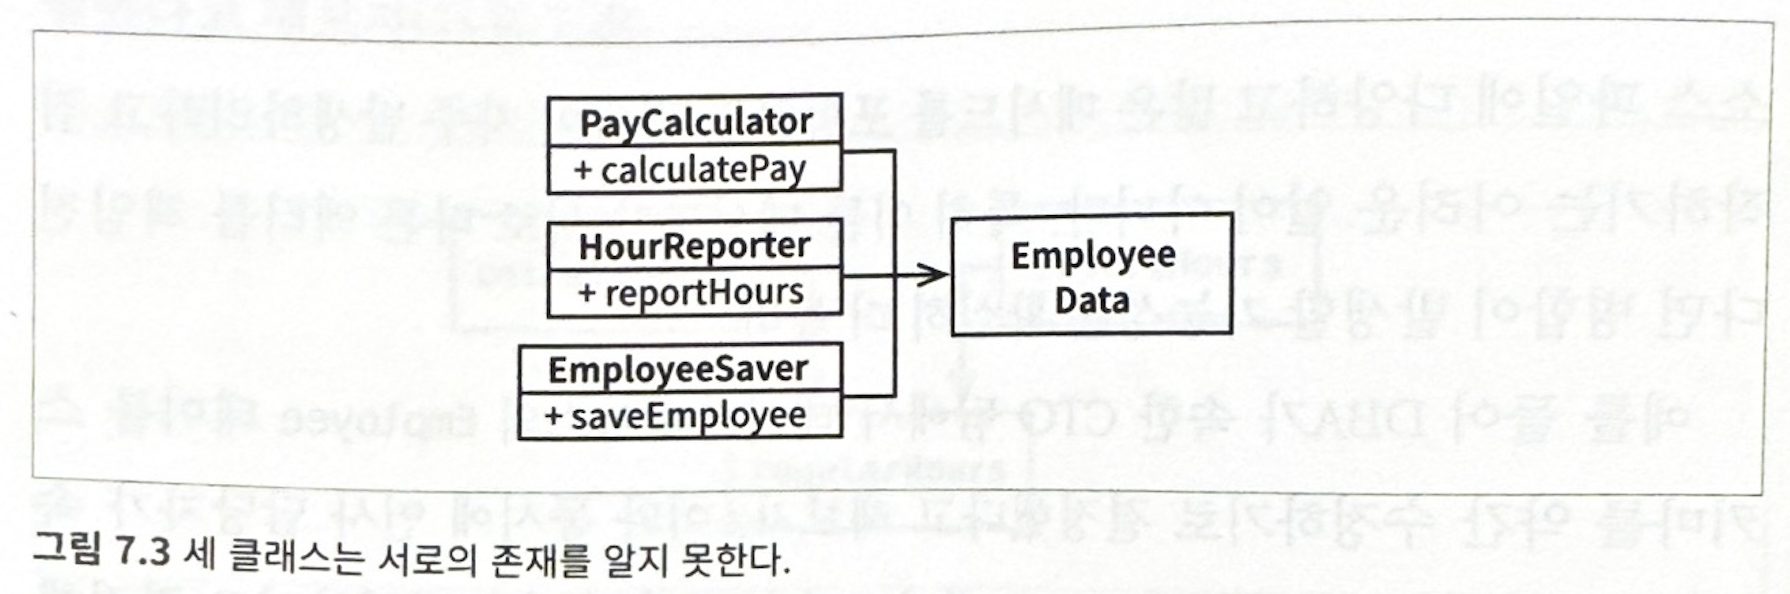 PayCalculator
+ calculatePay
HourReporter
+ reportHours
EmployeeSaver
+ saveEmployee
Employee
Data
그림 7.3 세 클래스는 서로의 존재를 알지 못한다.